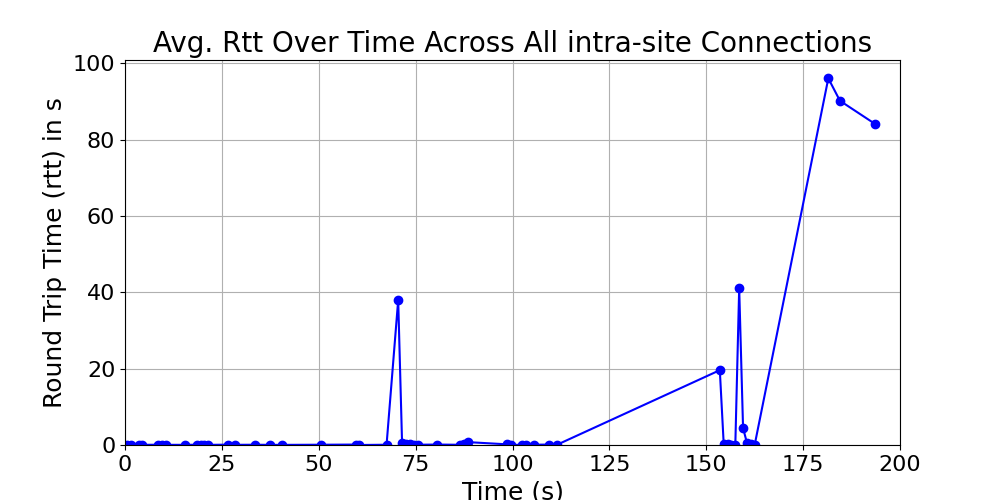 Avg. Rtt Over Time Across All intra-site Connections
Round Trip Time (rtt) in s
100
80
60
40
20
0
0 25 50 75 100 125 150 175 200
Time (s)